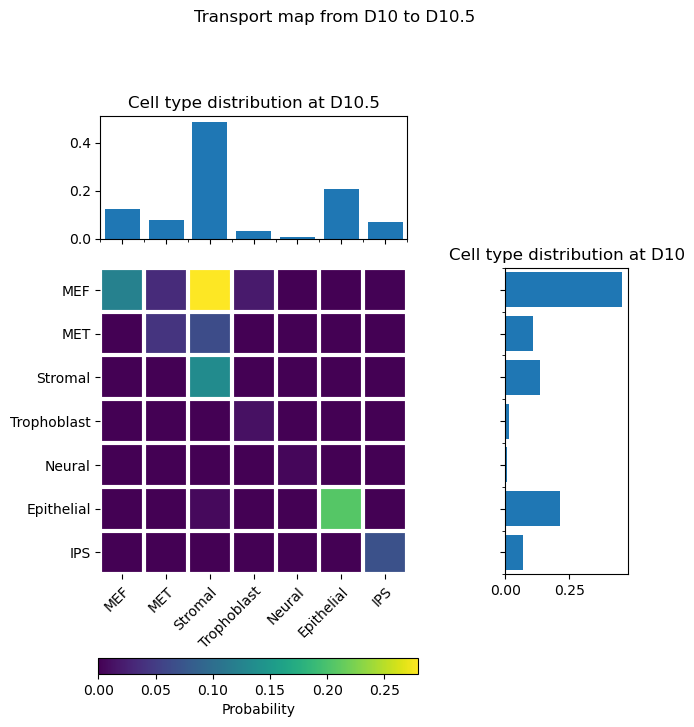 Transport map from D10 to D10.5
Cell type distribution at D10.5
0.4
0.2
0.0
Cell type distribution at D10
MEF
MET
Stromal
Trophoblast
Neural
Epithelial
IPS
0.00 0.25
MEF MET Stromal Trophoblast Neural Epithelial IPS
0.00 0.05 0.10 0.15 0.20 0.25
Probability